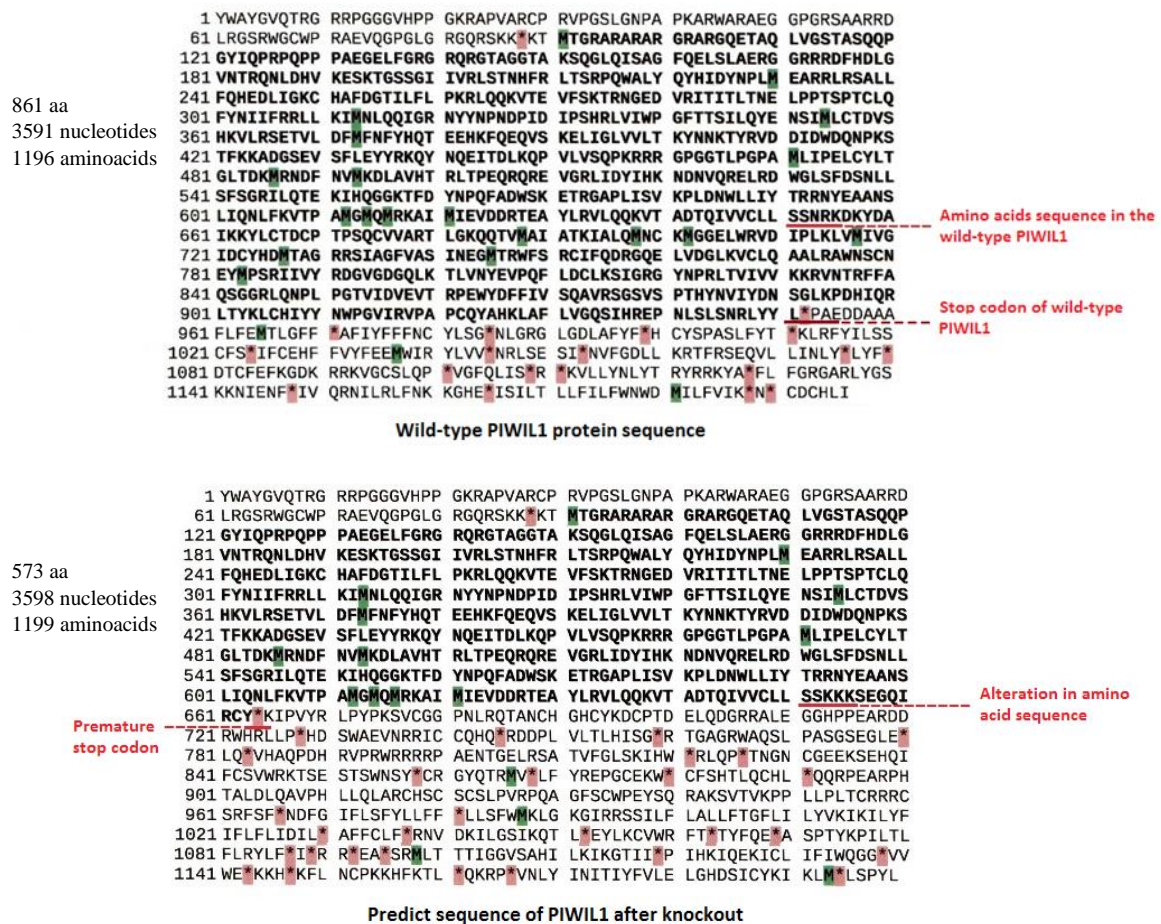 1 YWAYGVQTRG RRPGGGVHPP GKRAPVARCP RVPGSLGNPA PKARWARAEG GPGRSAARRD
61 LRGSRWGCWP RAEVQGPGLG RGQRSKK*KT MTGRARARAR GRARGQETAQ LVGSTASQQP
121 GYIQPRPQPP PAEGELFGRG RQRGTAGGTA KSQGLQISAG FQELSLAERG GRRRDFHDLG
181 VNTRQNLDHV KESKTGSSGI IVRLSTNHFR LTSRPQWALY QYHIDYNPLM EARRLRSALL
241 FQHEDLIGKC HAFDGTILFL PKRLQQKVTE VFSKTRNGED VRITITLTNE LPPTSPTCLQ
861 aa
301 FYNIIFRRLL KIMNLQQIGR NYYNPNDPID IPSHRLVIWP GFTTSILQYE NSIMLCTDVS
3591 nucleotides
361 HKVLRSETVL DFMFNFYHQT EEHKFQEQVS KELIGLVVLT KYNNKTYRVD DIDWDQNPKS
1196 aminoacids
421 TFKKADGSEV SFLEYYRKQY NQEITDLKQP VLVSQPKRRR GPGGTLPGPA MLIPELCYLT
481 GLTDKMRNDF NVMKDLAVHT RLTPEQRQRE VGRLIDYIHK NDNVQRELRD WGLSFDSNLL
541 SFSGRILQTE KIHQGGKTFD YNPQFADWSK ETRGAPLISV KPLDNWLLIY TRRNYEAANS
601 LIQNLFKVTP AMGMQMRKAI MIEVDDRTEA YLRVLQQKVT ADTQIVVCLL SSNRKDKYDA
Amino acids sequence in the
wild-type PIWIL1
661 IKKYLCTDCP TPSQCVVART LGKQQTVMAI ATKIALQMNC KMGGELWRVD IPLKLVMIVG
721 IDCYHDMTAG RRSIAGFVAS INEGMTRWFS RCIFQDRGQE LVDGLKVCLQ AALRAWNSCN
781 EYMPSRIIVY RDGVGDGQLK TLVNYEVPQF LDCLKSIGRG YNPRLTVIVV KKRVNTRFFA
841 QSGGRLQNPL PGTVIDVEVT RPEWYDFFIV SQAVRSGSVS PTHYNVIYDN SGLKPDHIQR
901 LTYKLCHIYY NWPGVIRVPA PCQYAHKLAF LVGQSIHREP NLSLSNRLYY L*PAEDDAAA
Stop codon of wild-type
PIWIL1
961 FLFEMTLGFF *AFIYFFFNC YLSG*NLGRG LGDLAFYF*H CYSPASLFYT *KLRFYILSS
1021 CFS*IFCEHF FVYFEEMWIR YLVV*NRLSE SI*NVFGDLL KRTFRSEQVL LINLY*LYF*
1081 DTCFEFKGDK RRKVGCSLQP *VGFQLIS*R *KVLLYNLYT RYRRKYA*FL FGRGARLYGS
1141 KKNIENF*IV QRNILRLFNK KGHE*ISILT LLFILFWNWD MILFVIK*N* CDCHLI
Wild-type PIWIL1 protein sequence
1 YWAYGVQTRG RRPGGGVHPP GKRAPVARCP RVPGSLGNPA PKARWARAEG GPGRSAARRD
61 LRGSRWGCWP RAEVQGPGLG RGQRSKK*KT MTGRARARAR GRARGQETAQ LVGSTASQQP
121 GYIQPRPQPP PAEGELFGRG RQRGTAGGTA KSQGLQISAG FQELSLAERG GRRRDFHDLG
181 VNTRQNLDHV KESKTGSSGI IVRLSTNHFR LTSRPQWALY QYHIDYNPLM EARRLRSALL
573 aa
241 FQHEDLIGKC HAFDGTILFL PKRLQQKVTE VFSKTRNGED VRITITLTNE LPPTSPTCLQ
3598 nucleotides
301 FYNIIFRRLL KIMNLQQIGR NYYNPNDPID IPSHRLVIWP GFTTSILQYE NSIMLCTDVS
1199 aminoacids
361 HKVLRSETVL DFMFNFYHQT EEHKFQEQVS KELIGLVVLT KYNNKTYRVD DIDWDQNPKS
421 TFKKADGSEV SFLEYYRKQY NQEITDLKQP VLVSQPKRRR GPGGTLPGPA MLIPELCYLT
481 GLTDKMRNDF NVMKDLAVHT RLTPEQRQRE VGRLIDYIHK NDNVQRELRD WGLSFDSNLL
541 SFSGRILQTE KIHQGGKTFD YNPQFADWSK ETRGAPLISV KPLDNWLLIY TRRNYEAANS
601 LIQNLFKVTP AMGMQMRKAI MIEVDDRTEA YLRVLQQKVT ADTQIVVCLL SSKKKSEGQI
Alteration in amino
acid sequence
661 RCY*KIPVYR LPYPKSVCGG PNLRQTANCH GHCYKDCPTD ELQDGRRALE GGHPPEARDD
Premature
stop codon
721 RWHRLLP*HD SWAEVNRRIC CQHQ*RDDPL VLTLHISG*R TGAGRWAQSL PASGSEGLE*
781 LQ*VHAQPDH RVPRWRRRRP AENTGELRSA TVFGLSKIHW *RLQP*TNGN CGEEKSEHQI
841 FCSVWRKTSE STSWNSY*CR GYQTRMV*LF YREPGCEKW* CFSHTLQCHL *QQRPEARPH
901 TALDLQAVPH LLQLARCHSC SCSLPVRPQA GFSCWPEYSQ RAKSVTVKPP LLPLTCRRRC
961 SRFSF*NDFG IFLSFYLLFF *LLSFWMKLG KGIRRSSILF LALLFTGFLI LYVKIKILYF
1021 IFLFLIDIL* AFFCLF*RNV DKILGSIKQT L*EYLKCVWR FT*TYFQE*A SPTYKPILTL
1081 FLRYLF*I*R R*EA*SRMLT TTIGGVSAHI LKIKGTII*P IHKIQEKICL IFIWQGG*VV
1141 WE*KKH*KFL NCPKKHFKTL *QKRP*VNLY INITIYFVLE LGHDSICYKI KLM*LSPYL
Predict sequence of PIWIL1 after knockout